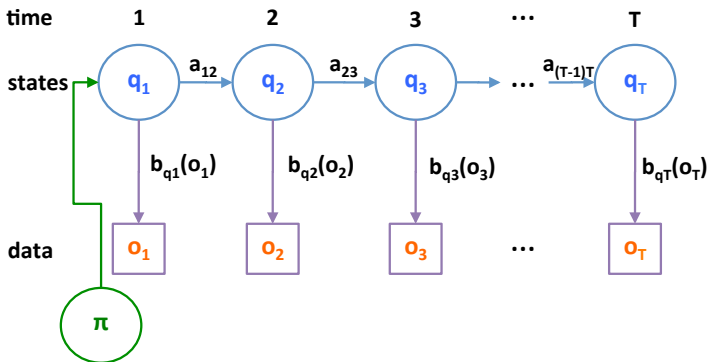 time 1 2 3 ... T
a₁₂ a₂₃ a₍T₋₁₎T
states q₁ q₂ q₃ ... qT
bq₁(o₁) bq₂(o₂) bq₃(o₃) bqT(oT)
data o₁ o₂ o₃ ... oT
π